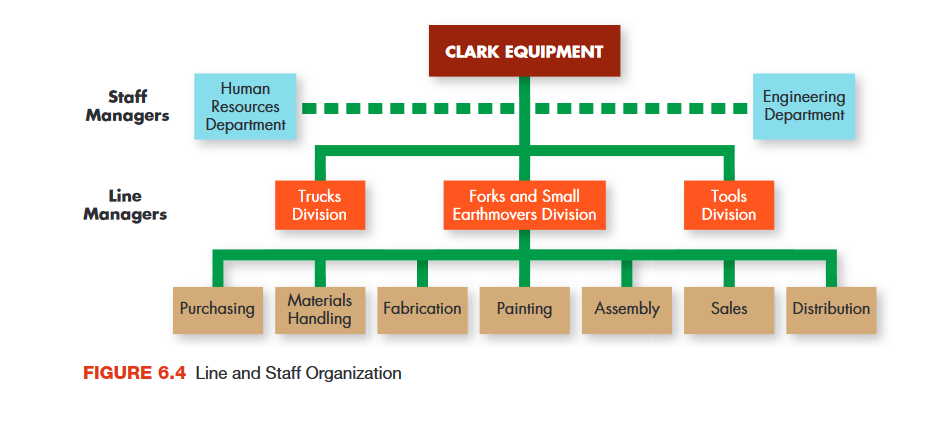 CLARK EQUIPMENT
Staff
Managers
Human
Resources
Department
Engineering
Department
Line
Managers
Trucks
Division
Forks and Small
Earthmovers Division
Tools
Division
Purchasing
Materials
Handling
Fabrication
Painting
Assembly
Sales
Distribution
FIGURE 6.4 Line and Staff Organization